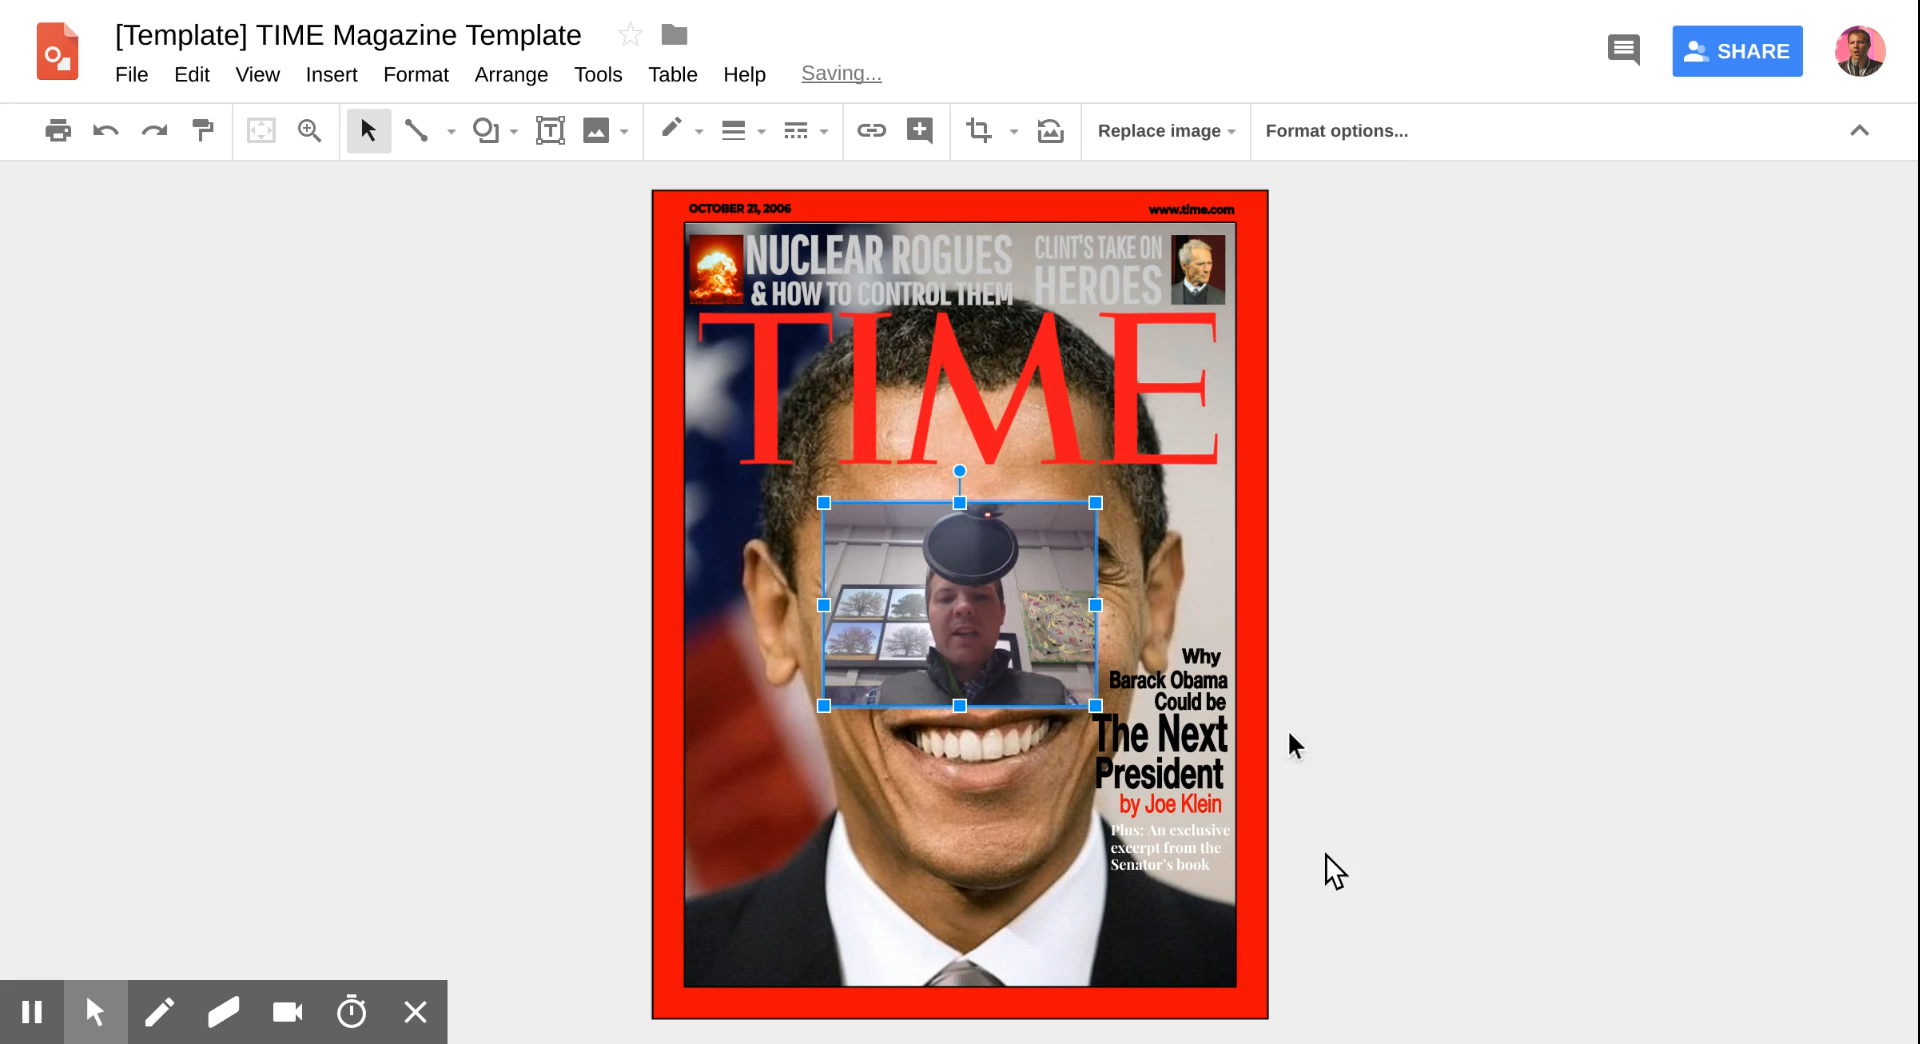 [Template] TIME Magazine Template
File Edit View Insert Format Arrange Tools Table Help Saving...
SHARE
Replace image Format options...
OCTOBER 21, 2006 www.time.com
NUCLEAR ROGUES
& HOW TO CONTROL THEM
CLINT'S TAKE ON
HEROES
TIME
Why
Barack Obama
Could be
The Next
President
by Joe Klein
Plus: An exclusive
excerpt from the
Senator's book